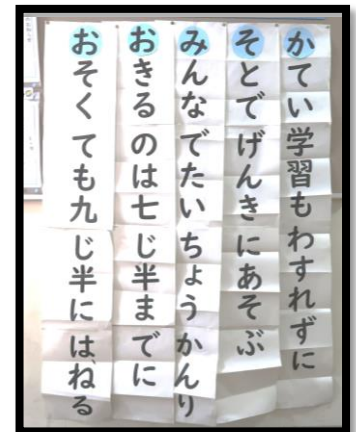 かてい学習もわすれずに
そとでげんきにあそぶ
みんなでたいちょうかんり
おきるのは七じ半までに
おそくても九じ半にはねる